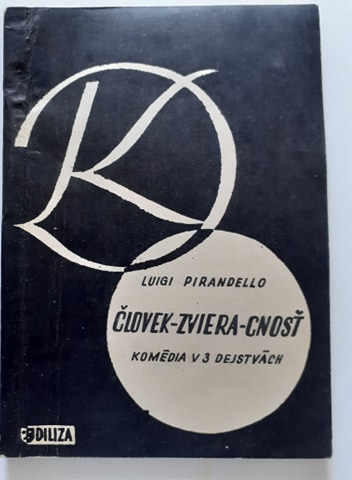 LUIGI PIRANDELLO
ČLOVEK-ZVIERA-CNOSŤ
KOMÉDIA V 3 DEJSTVÁCH
DILIZA